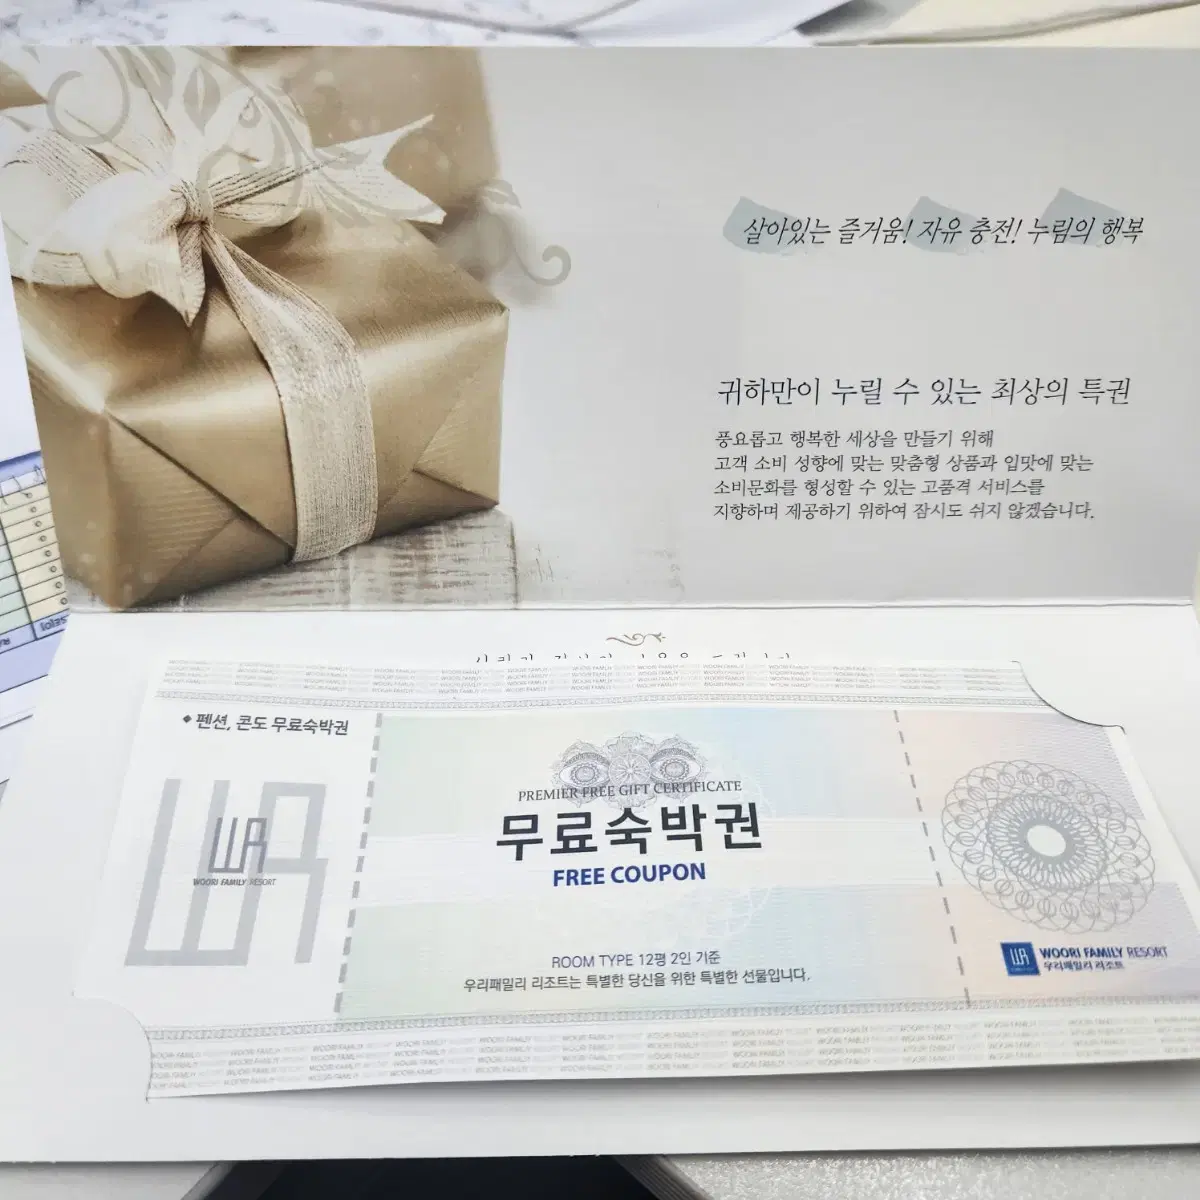 살아있는 즐거움! 자유 충전! 누림의 행복
귀하만이 누릴 수 있는 최상의 특권
풍요롭고 행복한 세상을 만들기 위해
고객 소비 성향에 맞는 맞춤형 상품과 입맛에 맞는
소비문화를 형성할 수 있는 고품격 서비스를
지향하며 제공하기 위하여 잠시도 쉬지 않겠습니다.
◆ 펜션, 콘도 무료숙박권
WR
WOORI FAMILY RESORT
PREMIER FREE GIFT CERTIFICATE
무료숙박권
FREE COUPON
ROOM TYPE 12평 2인 기준
우리패밀리 리조트는 특별한 당신을 위한 특별한 선물입니다.
WR WOORI FAMILY RESORT
우리패밀리 리조트